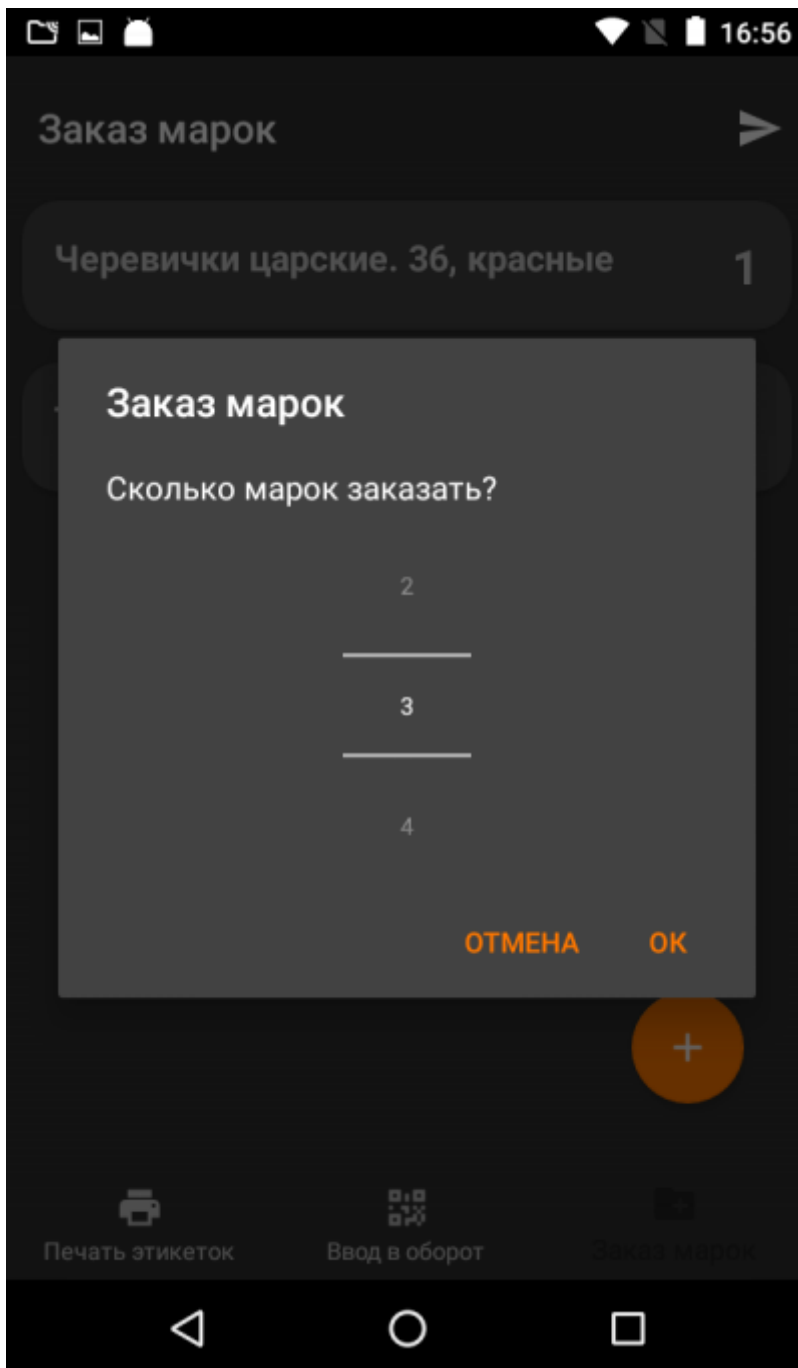 16:56
Заказ марок
Черевички царские. 36, красные
1
Заказ марок
Сколько марок заказать?
2
3
4
ОТМЕНА ОК
+
Печать этикеток Ввод в оборот Заказ марок